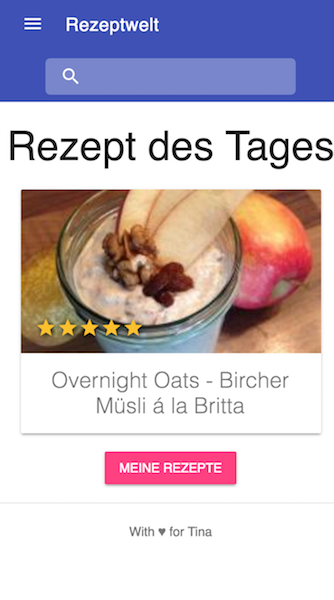 Rezeptwelt
Rezept des Tages
Overnight Oats - Bircher
Müsli á la Britta
MEINE REZEPTE
With ♥ for Tina